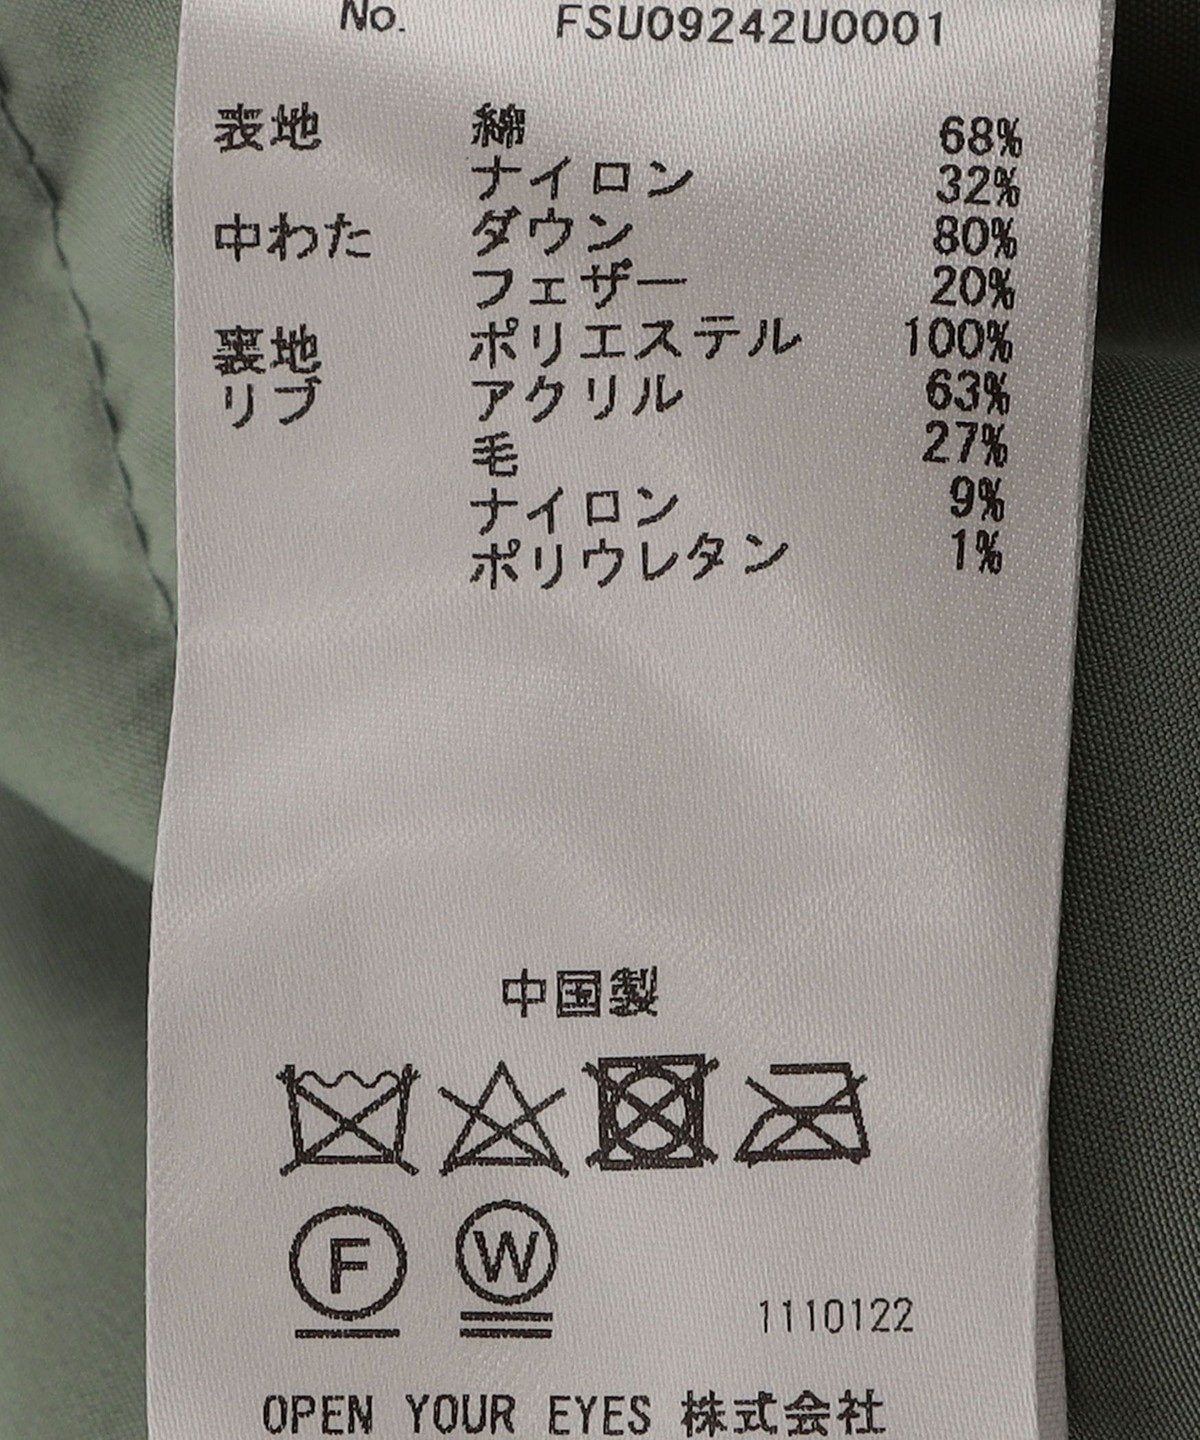 No. FSU09242U0001
表地 綿 68%
ナイロン 32%
中わた ダウン 80%
フェザー 20%
裏地 ポリエステル 100%
リブ アクリル 63%
毛 27%
ナイロン 9%
ポリウレタン 1%
中国製
F W
1110122
OPEN YOUR EYES 株式会社